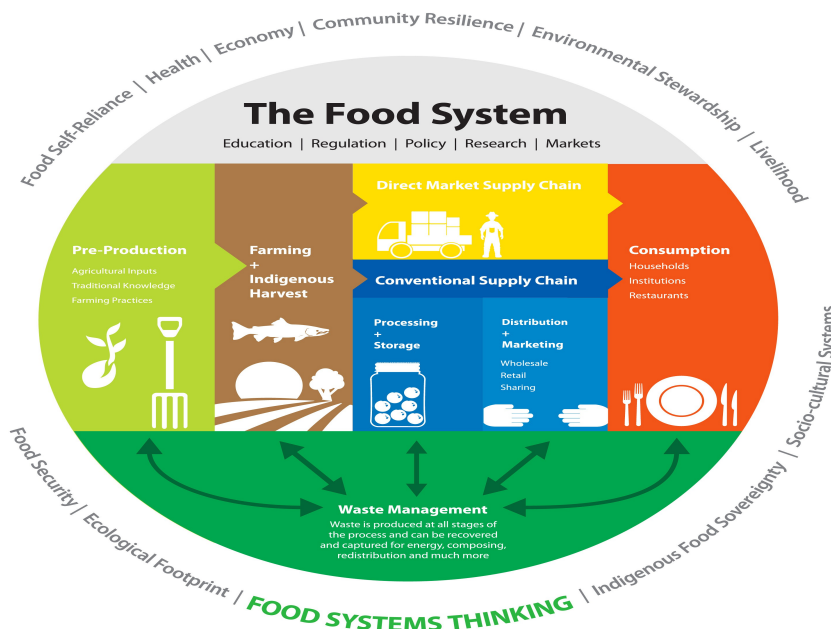 Food Self-Reliance | Health | Economy | Community Resilience | Environmental Stewardship | Livelihood
The Food System
Education | Regulation | Policy | Research | Markets
Pre-Production
Agricultural Inputs
Traditional Knowledge
Farming Practices
Farming
+
Indigenous
Harvest
Direct Market Supply Chain
Conventional Supply Chain
Processing
+
Storage
Distribution
+
Marketing
Wholesale
Retail
Sharing
Consumption
Households
Institutions
Restaurants
Waste Management
Waste is produced at all stages of
the process and can be recovered
and captured for energy, composing,
redistribution and much more
Food Security | Ecological Footprint | FOOD SYSTEMS THINKING | Indigenous Food Sovereignty | Socio-cultural Systems